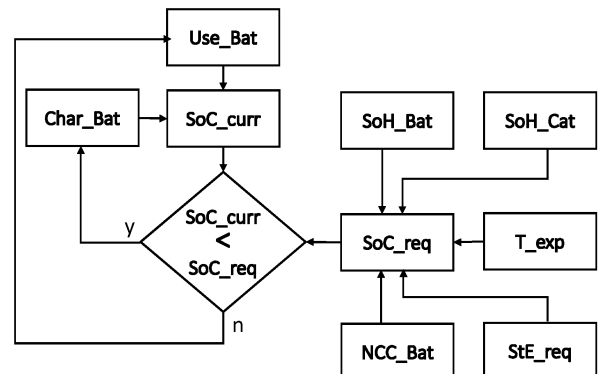 Use_Bat
Char_Bat
SoC_curr
SoH_Bat
SoH_Cat
SoC_curr
<
SoC_req
y
SoC_req
T_exp
n
NCC_Bat
StE_req